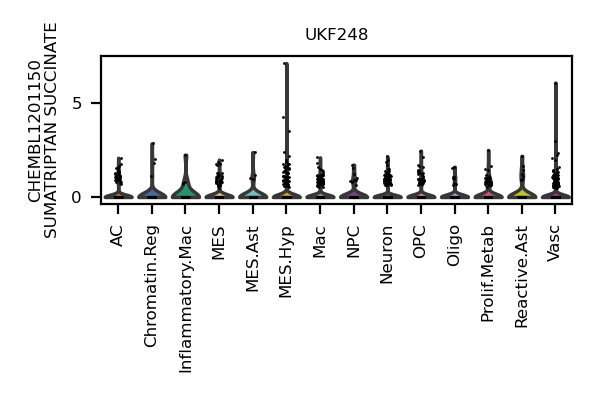 UKF248
CHEMBL1201150
SUMATRIPTAN SUCCINATE
5
0
AC
Chromatin.Reg
Inflammatory.Mac
MES
MES.Ast
MES.Hyp
Mac
NPC
Neuron
OPC
Oligo
Prolif.Metab
Reactive.Ast
Vasc